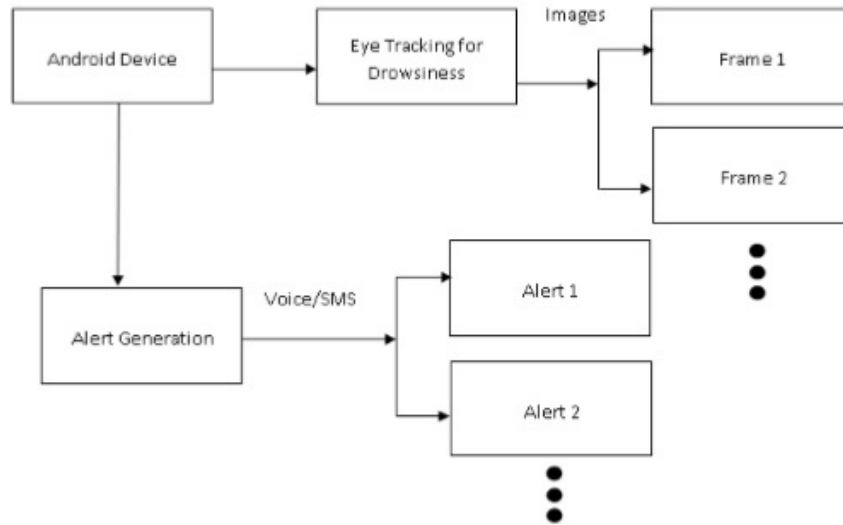 Images
Android Device
Eye Tracking for
Drowsiness
Frame 1
Frame 2
Voice/SMS
Alert 1
Alert Generation
Alert 2